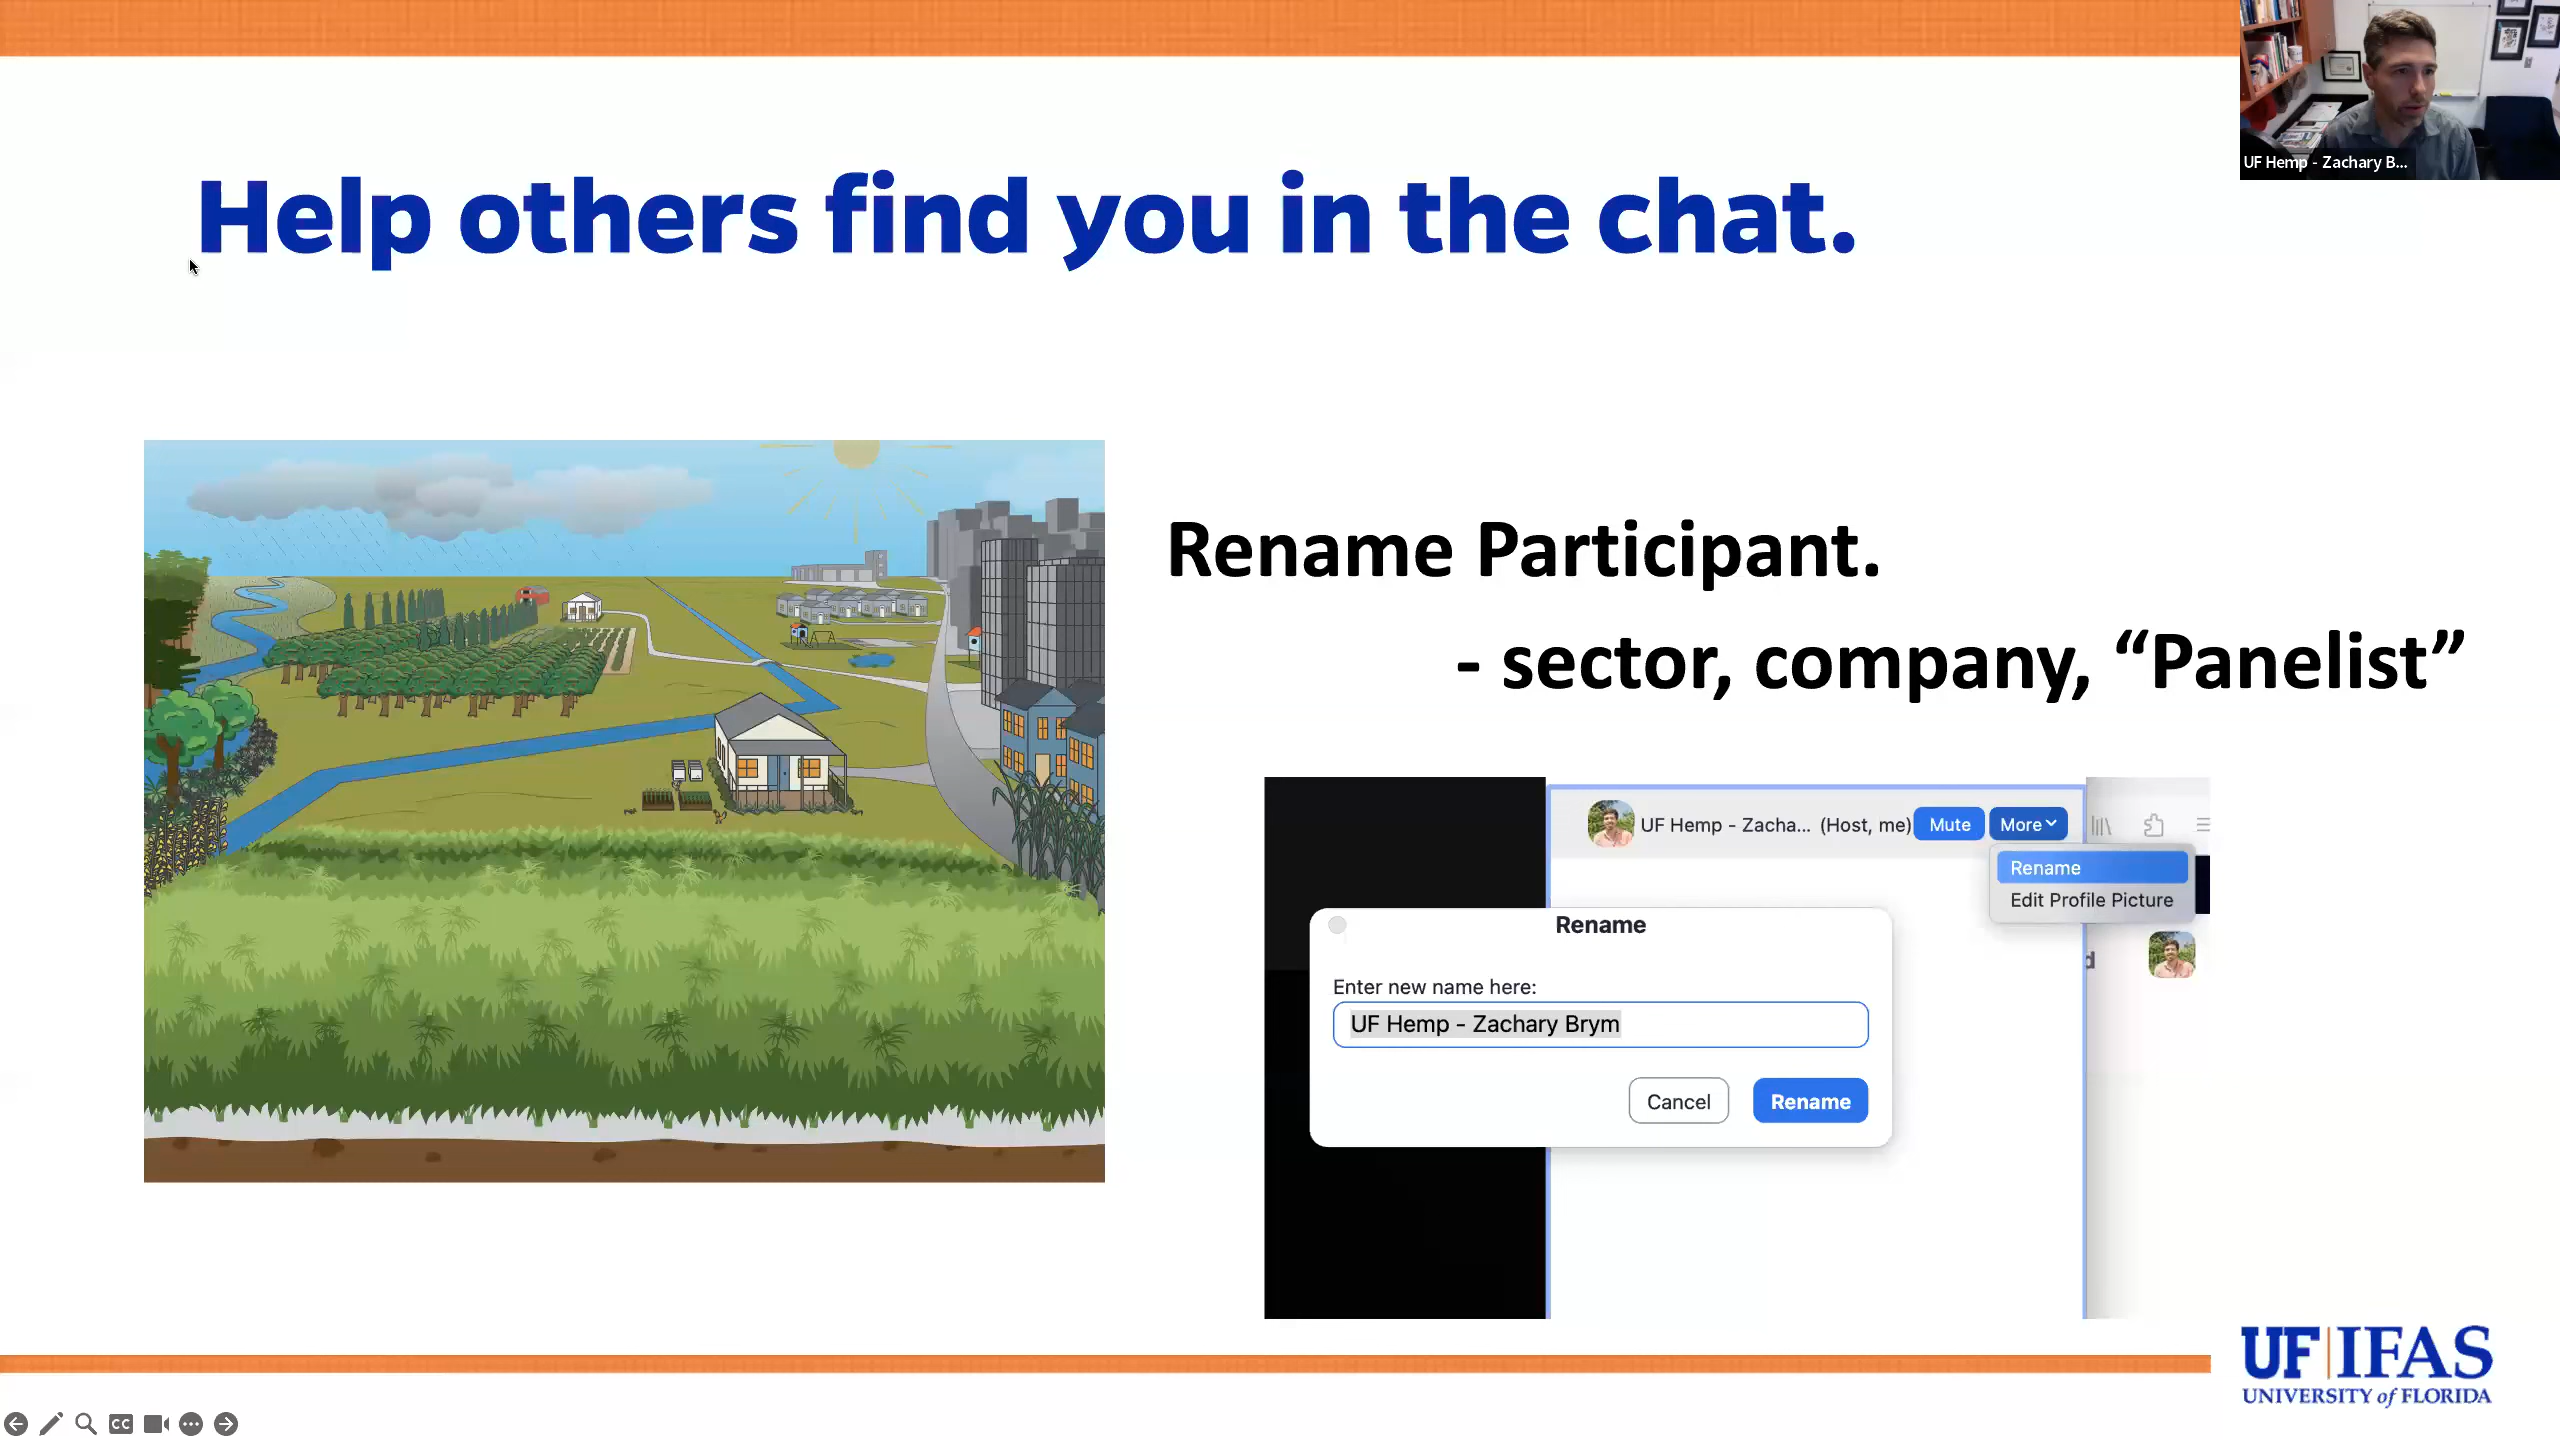 Help others find you in the chat.
UF Hemp - Zachary B...
Rename Participant.
- sector, company, “Panelist”
UF Hemp - Zacha... (Host, me) Mute More
Rename
Edit Profile Picture
Rename
Enter new name here:
UF Hemp - Zachary Brym
Cancel Rename
d
UF IFAS
UNIVERSITY of FLORIDA
CC